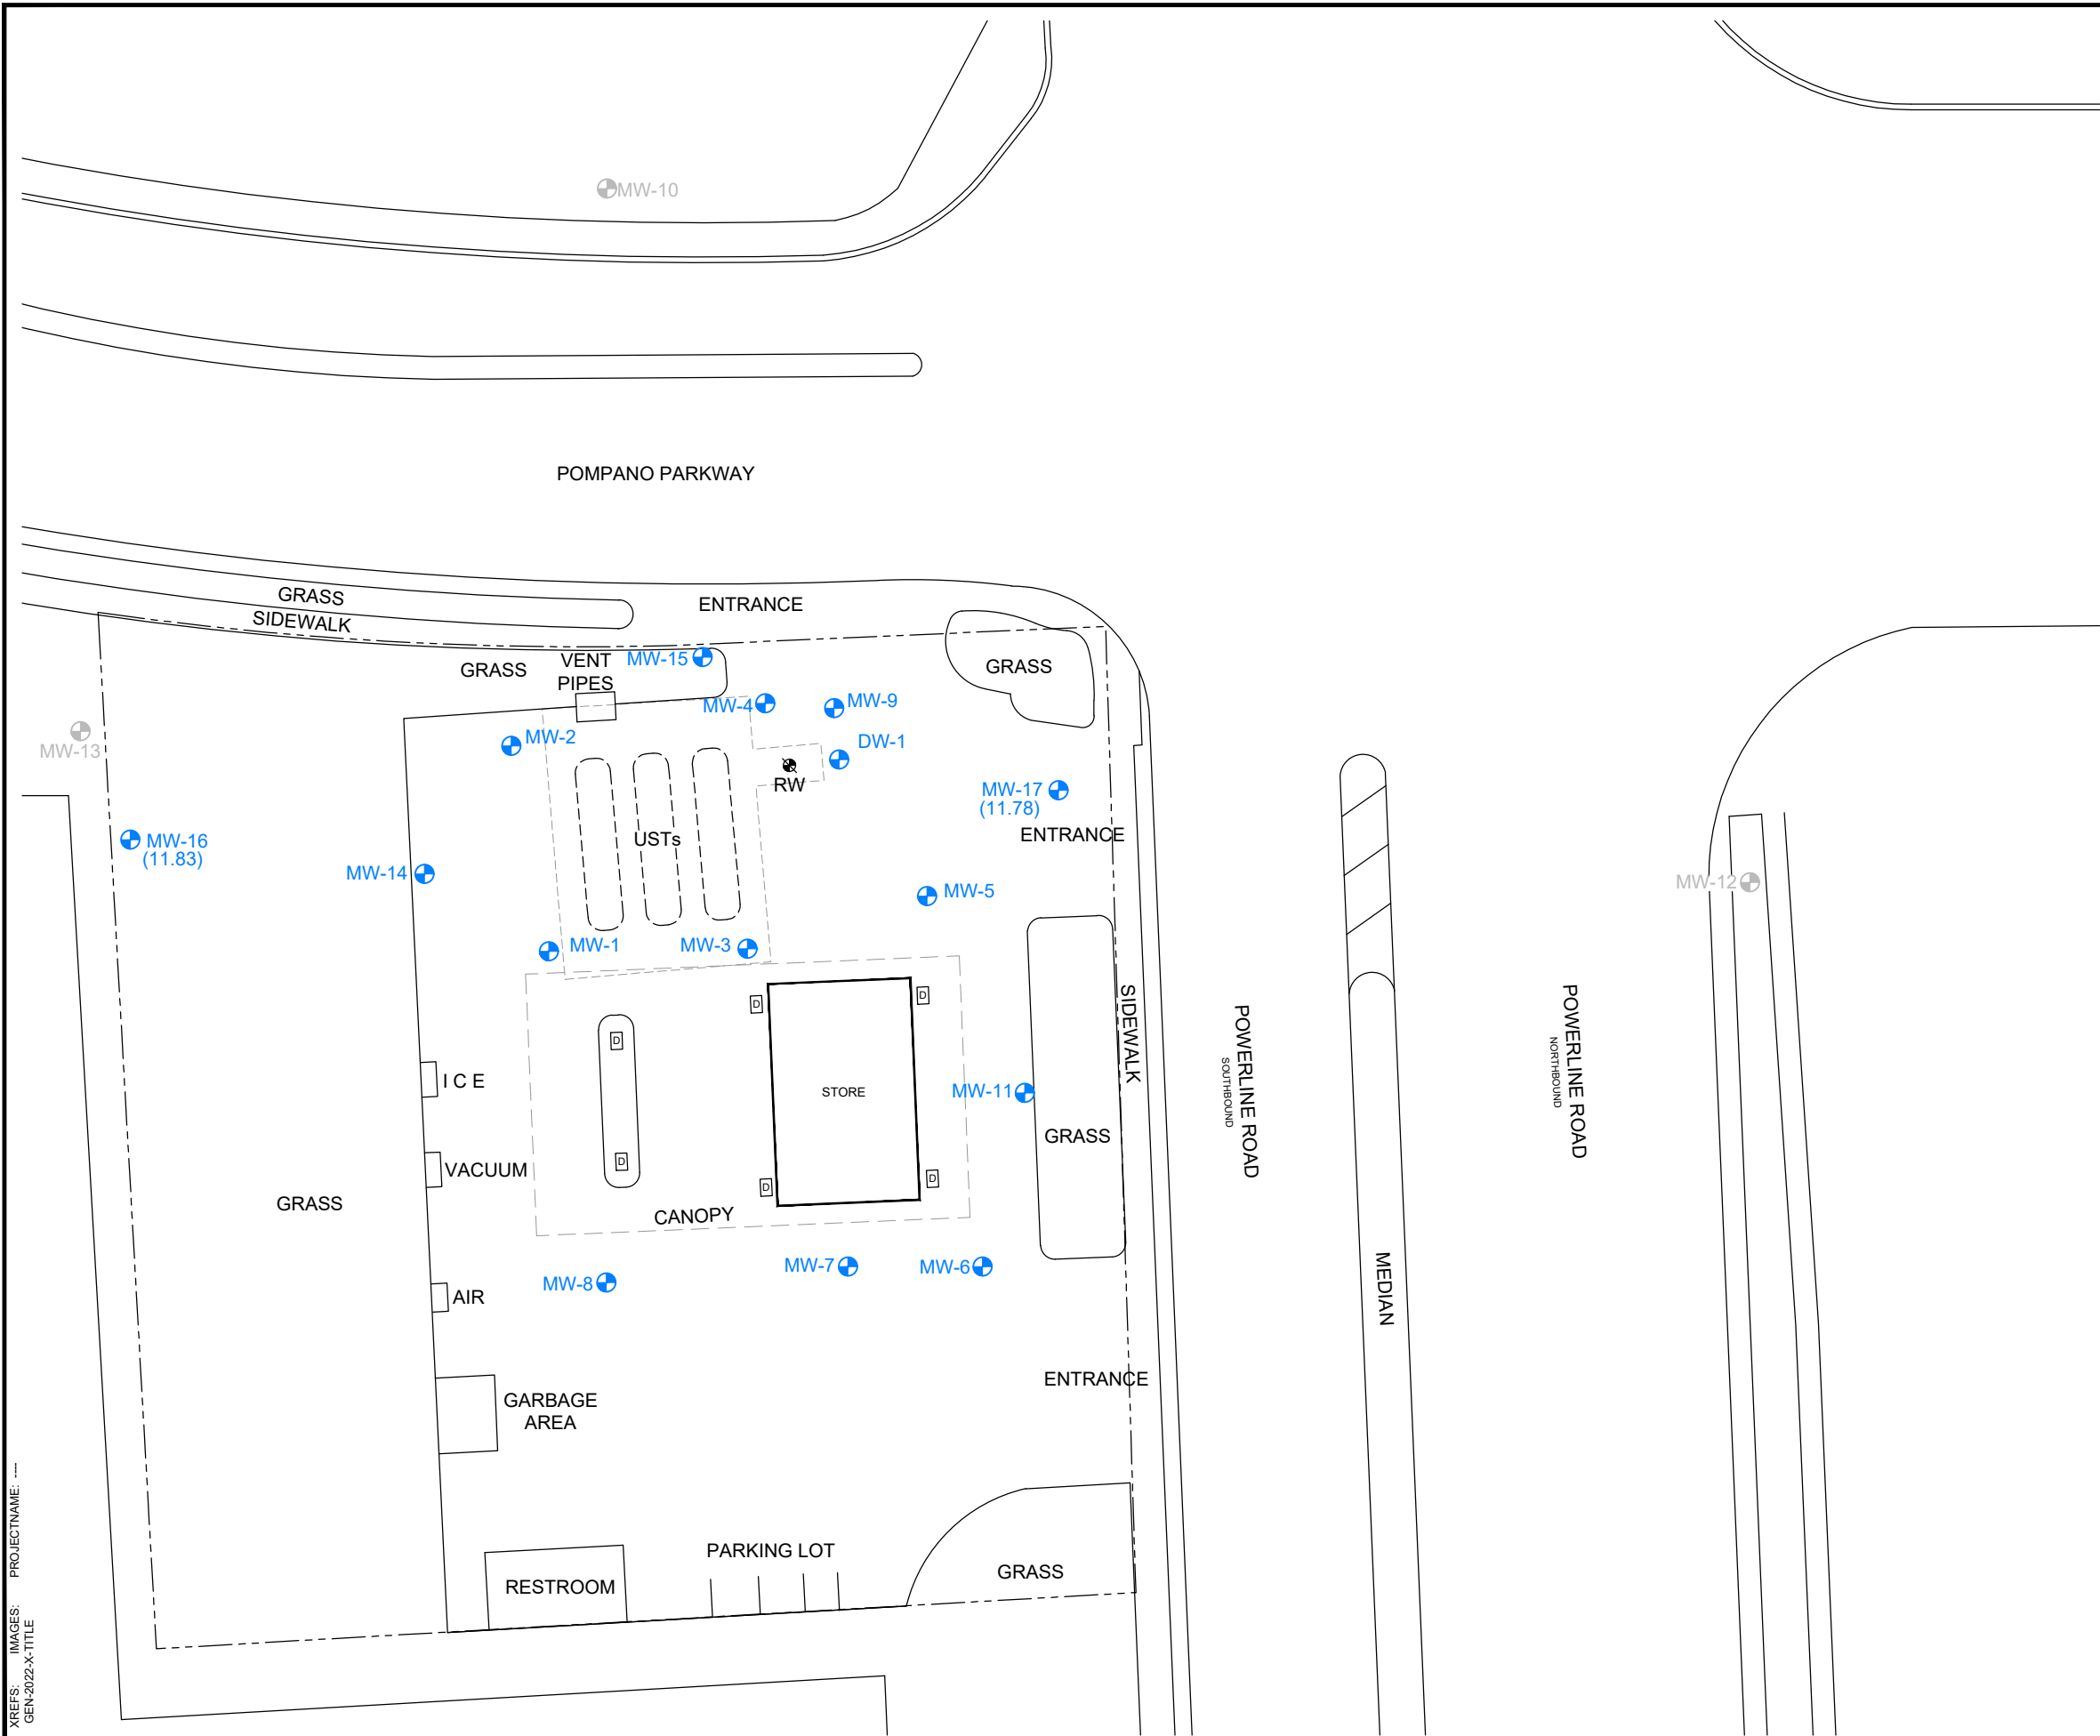 MW-10
POMPANO PARKWAY
GRASS
SIDEWALK
ENTRANCE
GRASS
VENT
PIPES
MW-15
GRASS
MW-4
MW-9
MW-13
MW-2
DW-1
RW
MW-17
(11.78)
ENTRANCE
MW-16
(11.83)
USTs
MW-14
MW-12
MW-5
MW-1
MW-3
D
D
D
SIDEWALK
POWERLINE ROAD
SOUTHBOUND
POWERLINE ROAD
NORTHBOUND
ICE
STORE
MW-11
GRASS
VACUUM
D
D
D
GRASS
CANOPY
MW-7
MW-6
MW-8
AIR
MEDIAN
ENTRANCE
GARBAGE
AREA
PARKING LOT
GRASS
RESTROOM
XREFS: IMAGES: PROJECTNAME: ----
GEN-2022-X-TITLE